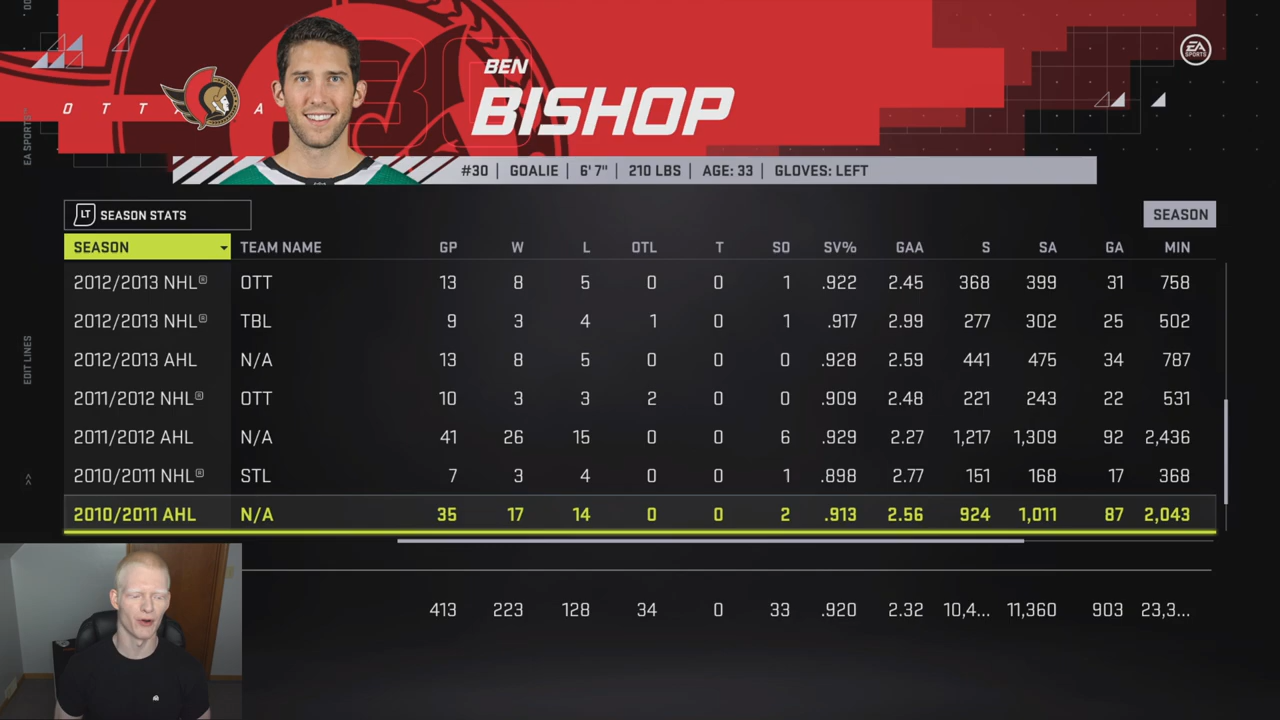 BEN
BISHOP
OTT A
EA SPORTS
#30 | GOALIE | 6' 7" | 210 LBS | AGE: 33 | GLOVES: LEFT
EA SPORTS
LT SEASON STATS
SEASON
SEASON TEAM NAME GP W L OTL T SO SV% GAA S SA GA MIN
2012/2013 NHL OTT 13 8 5 0 0 1 .922 2.45 368 399 31 758
2012/2013 NHL TBL 9 3 4 1 0 1 .917 2.99 277 302 25 502
2012/2013 AHL N/A 13 8 5 0 0 0 .928 2.59 441 475 34 787
EDIT LINES
2011/2012 NHL OTT 10 3 3 2 0 0 .909 2.48 221 243 22 531
2011/2012 AHL N/A 41 26 15 0 0 6 .929 2.27 1,217 1,309 92 2,436
2010/2011 NHL STL 7 3 4 0 0 1 .898 2.77 151 168 17 368
2010/2011 AHL N/A 35 17 14 0 0 2 .913 2.56 924 1,011 87 2,043
413 223 128 34 0 33 .920 2.32 10,4... 11,360 903 23,3...